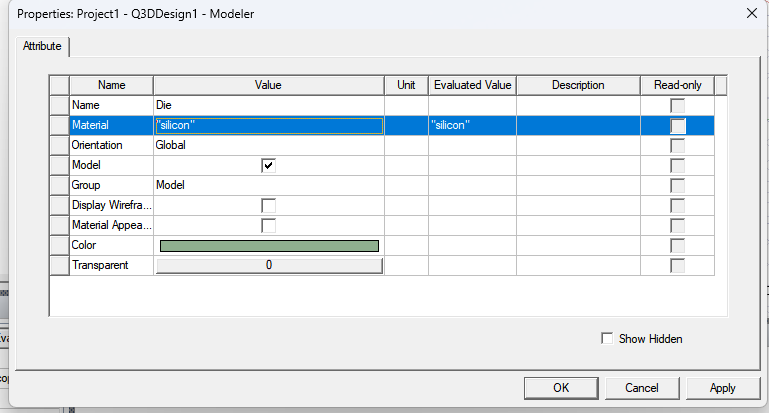 Properties: Project1 - Q3DDesign1 - Modeler
Attribute
Name Value Unit Evaluated Value Description Read-only
Name Die
Material "silicon" "silicon"
Orientation Global
Model
Group Model
Display Wirefra...
Material Appea...
Color
Transparent 0
Show Hidden
OK Cancel Apply